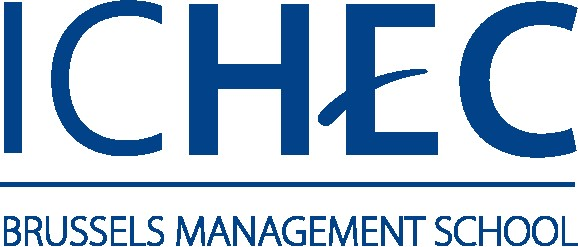 ICHEC
BRUSSELS MANAGEMENT SCHOOL